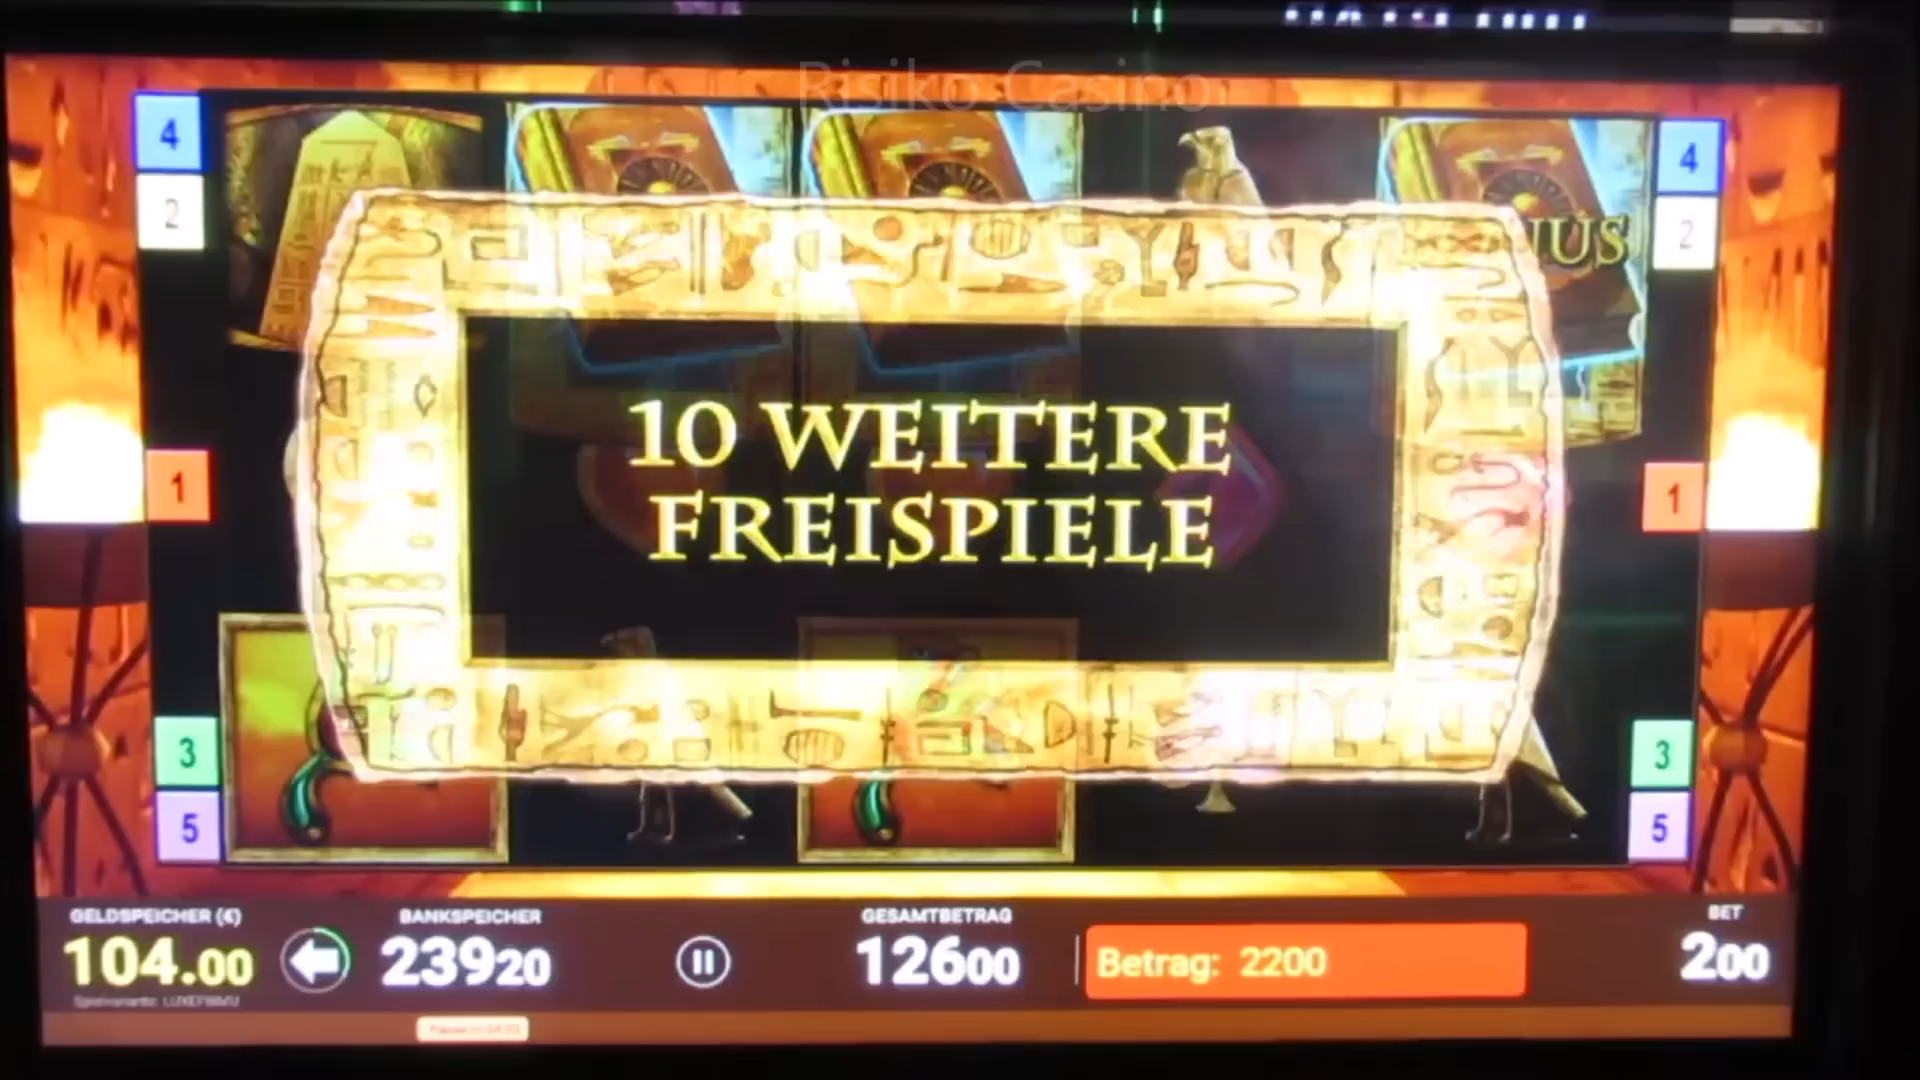 Risiko Casino
4
4
2
NUS
2
10 WEITERE
FREISPIELE
1
1
3
3
5
5
GELDSPEICHER (€)
BANKSPEICHER
GESAMTBETRAG
BET
104.00
23920
12600
Betrag: 2200
200